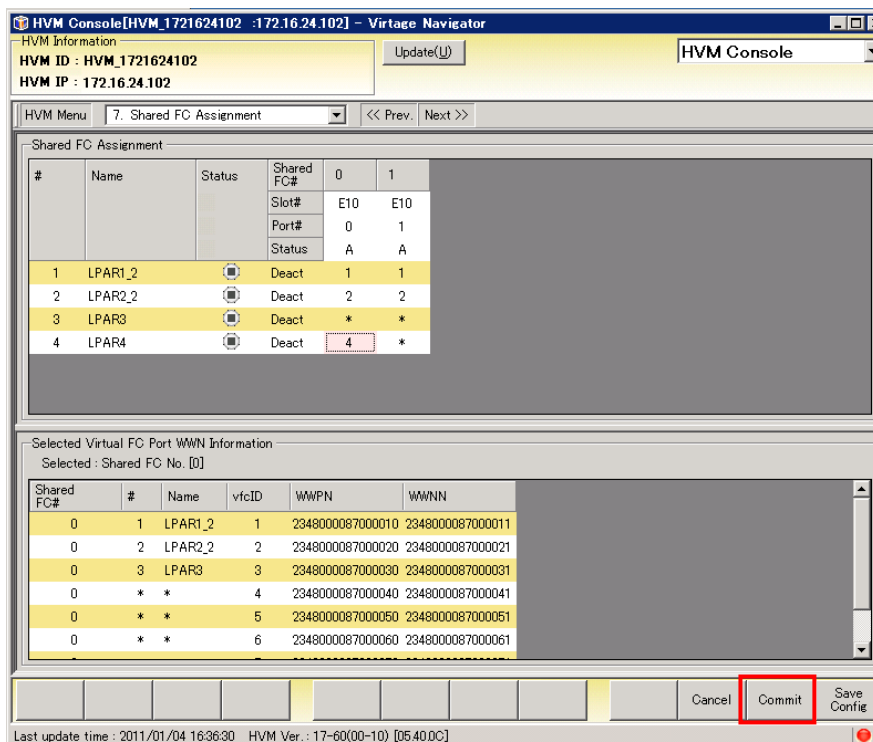 HVM Console[HVM_1721624102 :172.16.24.102] - Virtage Navigator
HVM Information
HVM ID : HVM_1721624102
HVM IP : 172.16.24.102
Update(U)
HVM Console
HVM Menu 7. Shared FC Assignment << Prev. Next >>
Shared FC Assignment
# Name Status Shared FC# 0 1
Slot# E10 E10
Port# 0 1
Status A A
1 LPAR1_2 Deact 1 1
2 LPAR2_2 Deact 2 2
3 LPAR3 Deact * *
4 LPAR4 Deact 4 *
Selected Virtual FC Port WWN Information
Selected : Shared FC No. [0]
Shared FC# # Name vfcID WWPN WWNN
0 1 LPAR1_2 1 2348000087000010 2348000087000011
0 2 LPAR2_2 2 2348000087000020 2348000087000021
0 3 LPAR3 3 2348000087000030 2348000087000031
0 * * 4 2348000087000040 2348000087000041
0 * * 5 2348000087000050 2348000087000051
0 * * 6 2348000087000060 2348000087000061
Cancel Commit Save Config
Last update time : 2011/01/04 16:36:30 HVM Ver. : 17-60(00-10) [05.40.0C]